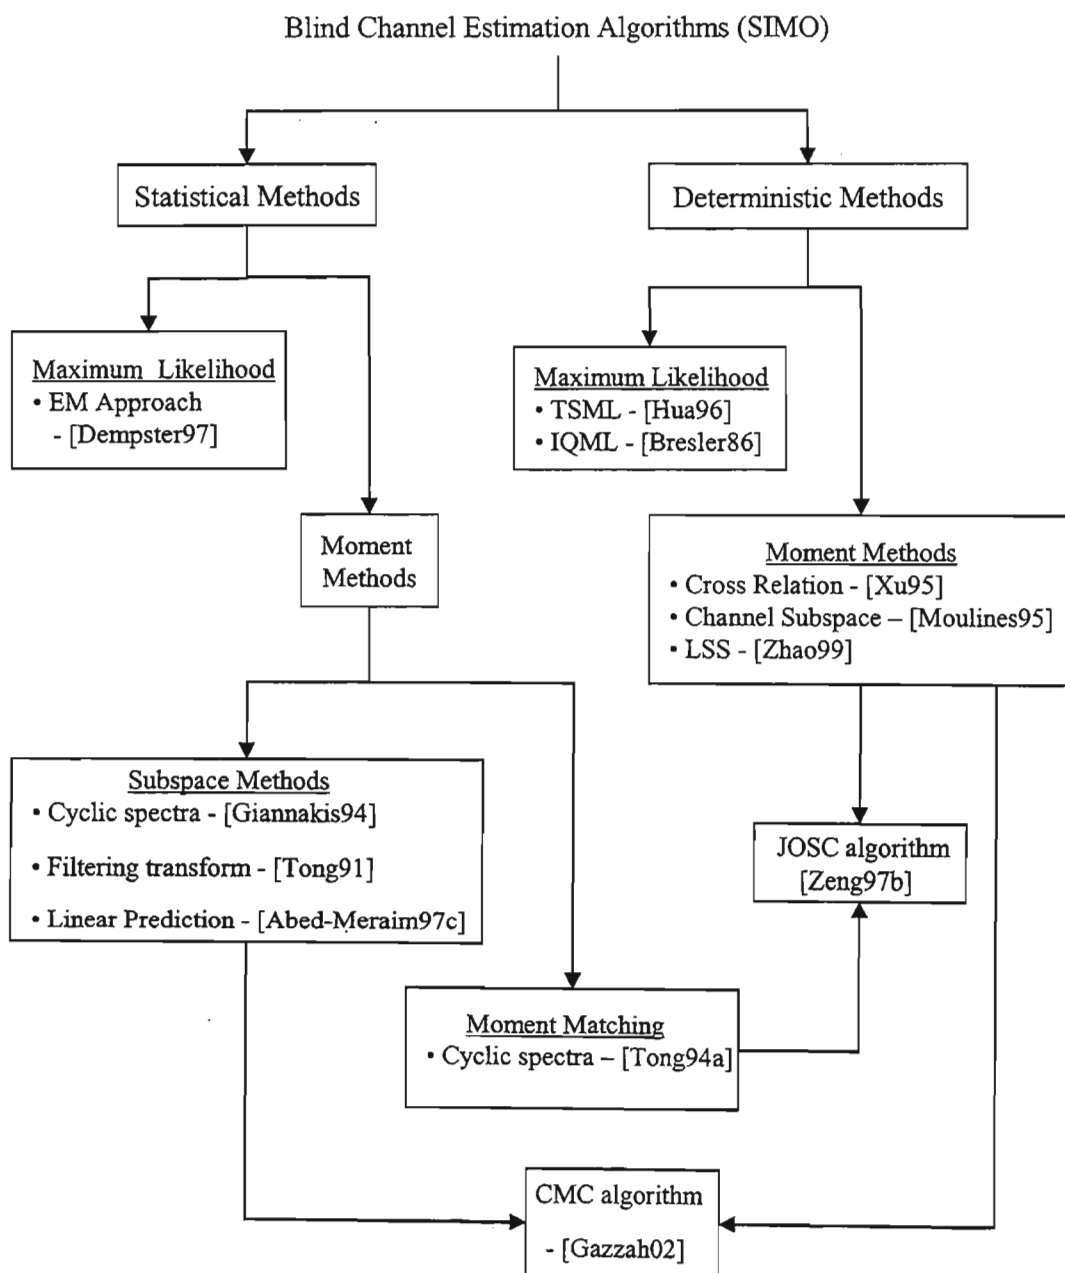 Blind Channel Estimation Algorithms (SIMO)
Statistical Methods
Deterministic Methods
Maximum Likelihood
• EM Approach
- [Dempster97]
Maximum Likelihood
• TSML - [Hua96]
• IQML - [Bresler86]
Moment
Methods
Moment Methods
• Cross Relation - [Xu95]
• Channel Subspace – [Moulines95]
• LSS - [Zhao99]
Subspace Methods
• Cyclic spectra - [Giannakis94]
• Filtering transform - [Tong91]
• Linear Prediction - [Abed-Meraim97c]
JOSC algorithm
[Zeng97b]
Moment Matching
• Cyclic spectra – [Tong94a]
CMC algorithm
- [Gazzah02]